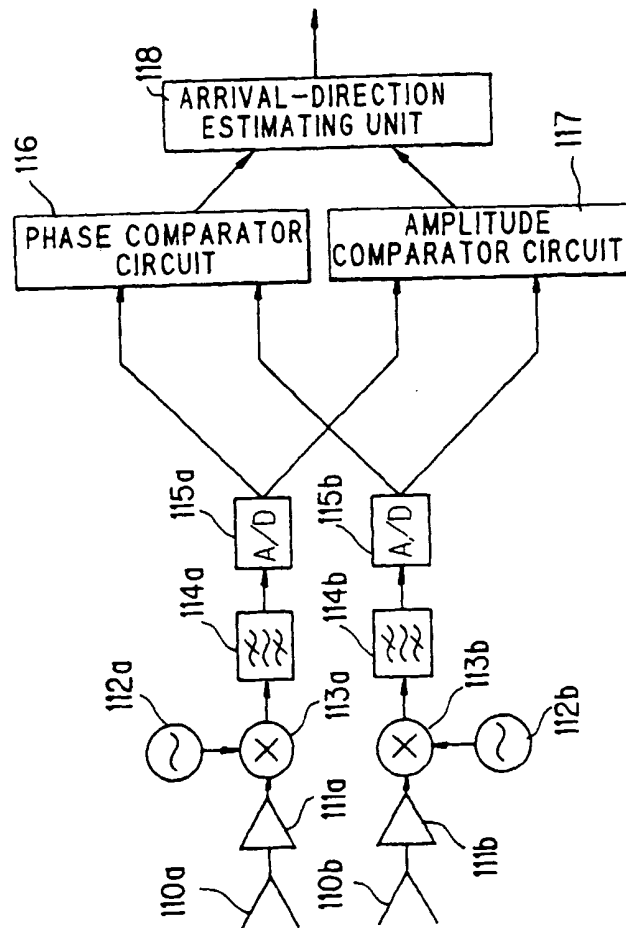 110a
111a
112a
113a
114a
115a
A/D
110b
111b
112b
113b
114b
115b
A/D
116
PHASE COMPARATOR
CIRCUIT
117
AMPLITUDE
COMPARATOR CIRCUIT
118
ARRIVAL-DIRECTION
ESTIMATING UNIT